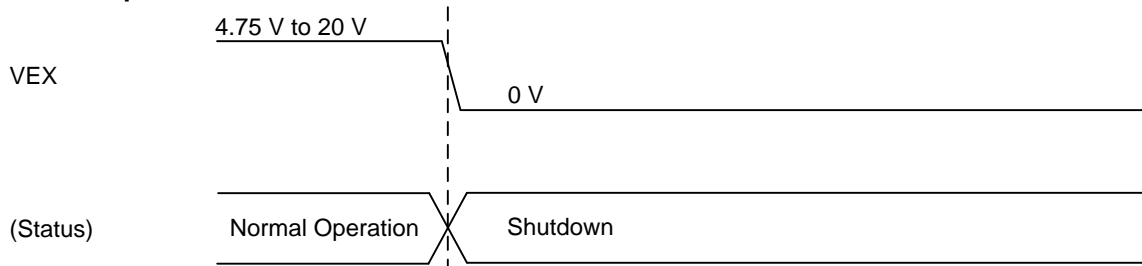 4.75 V to 20 V
VEX
0 V
(Status)
Normal Operation
Shutdown